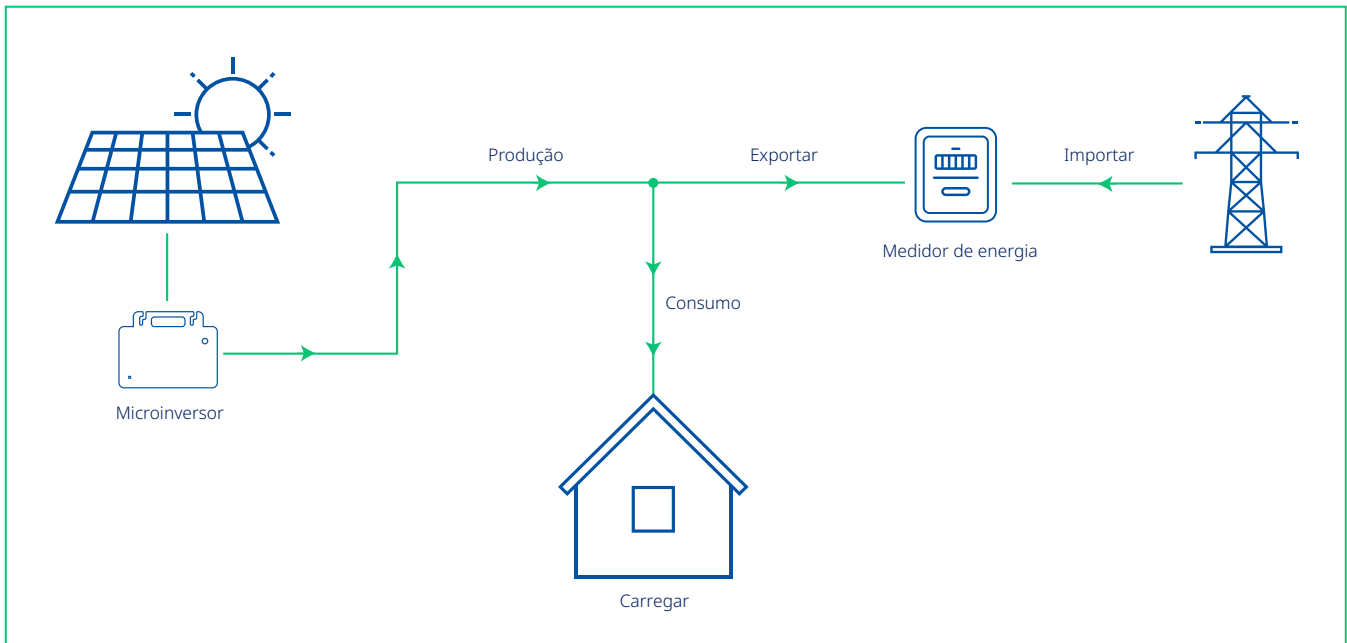 Produção
Exportar
Importar
Medidor de energia
Consumo
Microinversor
Carregar